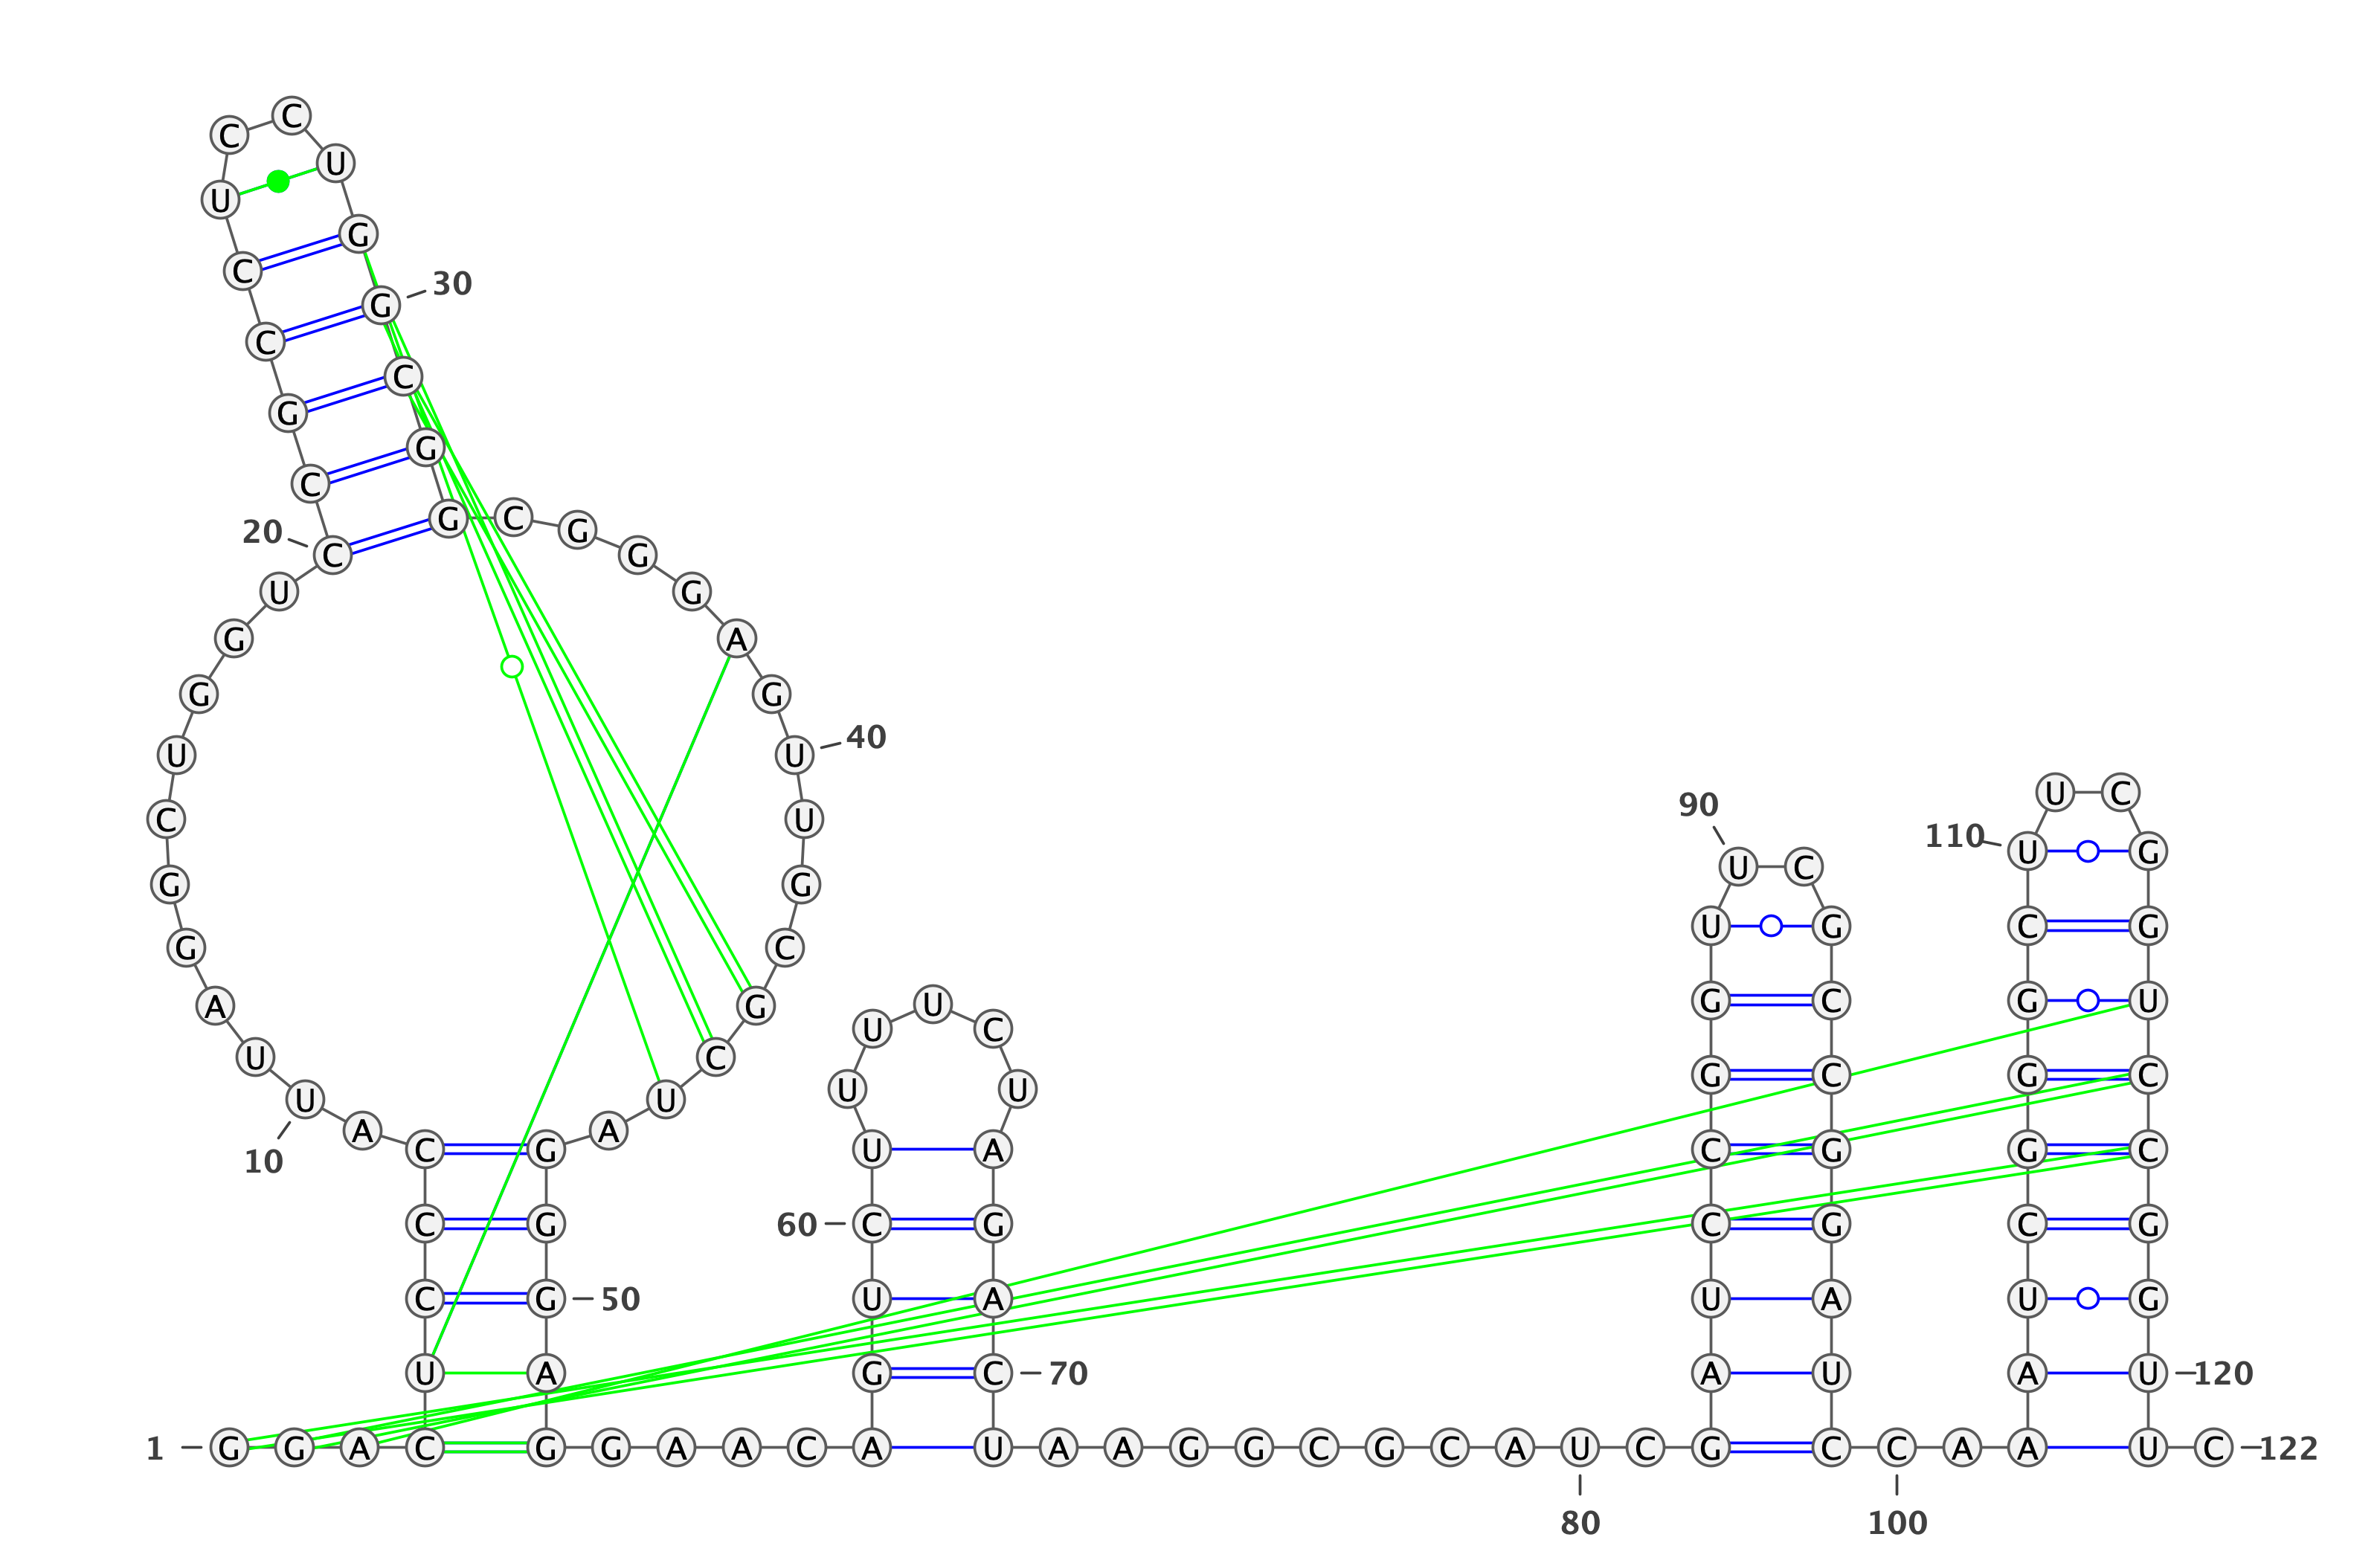 C
C
U
U
G
C 30
G
C
C
G
G
C
G C G
20 C G
U G
G A
G G
U U 40
U C
C U 90
110 U G
U C
G G
U G C G
G C
A G U G C G U
U C
U C
G C G C
U U
U U
A A
C G U A C G G C
10
C G 60 C G C G C G
C G 50 U A U A U G
U A G C 70 A U A U 120
1 G G A C G G A A C A U A A G G C G C A U C G C C A A U C 122
80 100